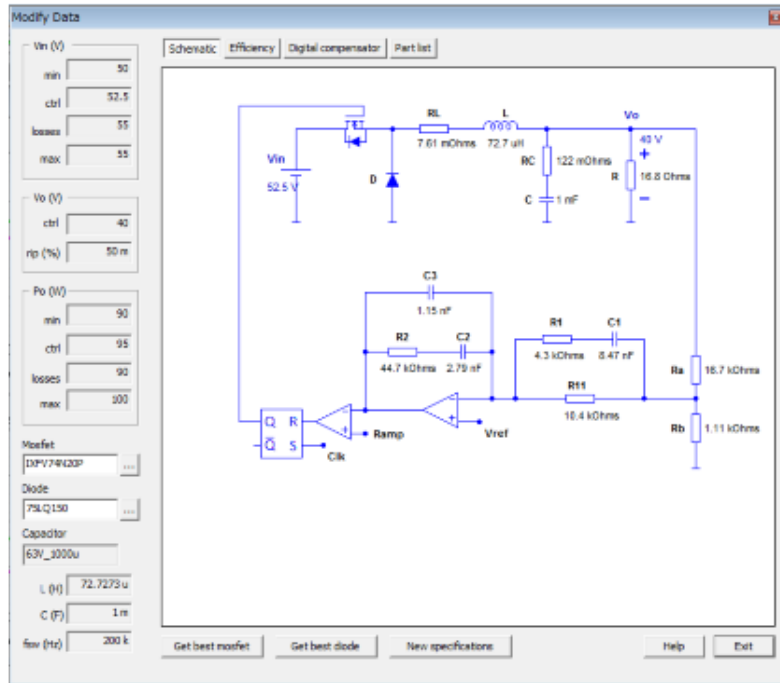 Modify Data
Vin (V)
min 50
ctrl 52.5
losses 55
max 55
Vo (V)
ctrl 40
rip (%) 50 m
Po (W)
min 90
ctrl 95
losses 90
max 100
Mosfet
IXFV74N20P ...
Diode
75LQ150 ...
Capacitor
63V_1000u
L (H) 72.7273 u
C (F) 1 m
fsw (Hz) 200 k
Schematic Efficiency Digital compensator Part list
RL L Vo
7.61 mOhms 72.7 uH 40 V
Vin
52.5 V
D
RC 122 mOhms
R 16.8 Ohms
+
−
C 1 mF
C3
1.15 nF
R2 C2
44.7 kOhms 2.79 nF
R1 C1
4.3 kOhms 8.47 nF
R11
10.4 kOhms
Ra 16.7 kOhms
Rb 1.11 kOhms
Q R
Q S
− +
− +
Ramp
Vref
Clk
Get best mosfet Get best diode New specifications Help Exit